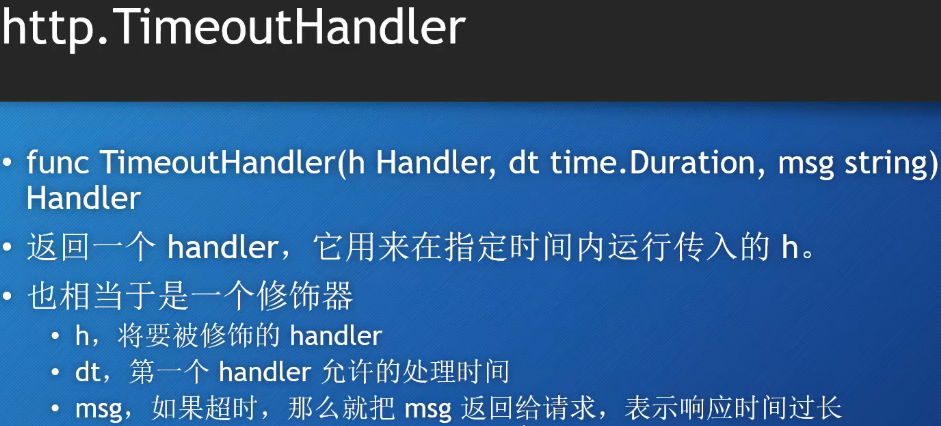 http.TimeoutHandler
• func TimeoutHandler(h Handler, dt time.Duration, msg string)
Handler
• 返回一个 handler，它用来在指定时间内运行传入的 h。
• 也相当于是一个修饰器
• h，将要被修饰的 handler
• dt，第一个 handler 允许的处理时间
• msg，如果超时，那么就把 msg 返回给请求，表示响应时间过长